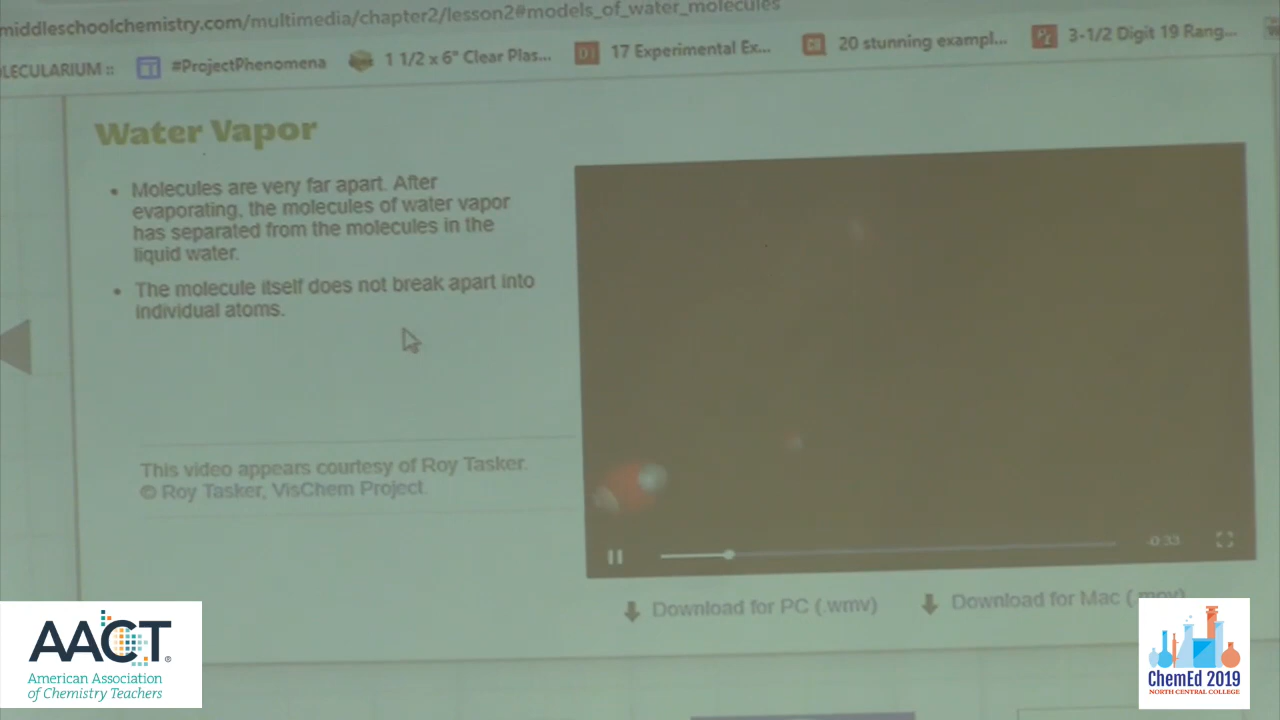 middleschoolchemistry.com/multimedia/chapter2/lesson2#models_of_water_molecules
LECULARIUM :: #ProjectPhenomena 1 1/2 x 6" Clear Plas... 17 Experimental Ex... 20 stunning exampl... 3-1/2 Digit 19 Rang...
Water Vapor
• Molecules are very far apart. After
evaporating, the molecules of water vapor
has separated from the molecules in the
liquid water.
• The molecule itself does not break apart into
individual atoms.
This video appears courtesy of Roy Tasker.
© Roy Tasker, VisChem Project.
-0:33
Download for PC (.wmv) Download for Mac (.mpv)
AACT®
American Association
of Chemistry Teachers
ChemEd 2019
NORTH CENTRAL COLLEGE